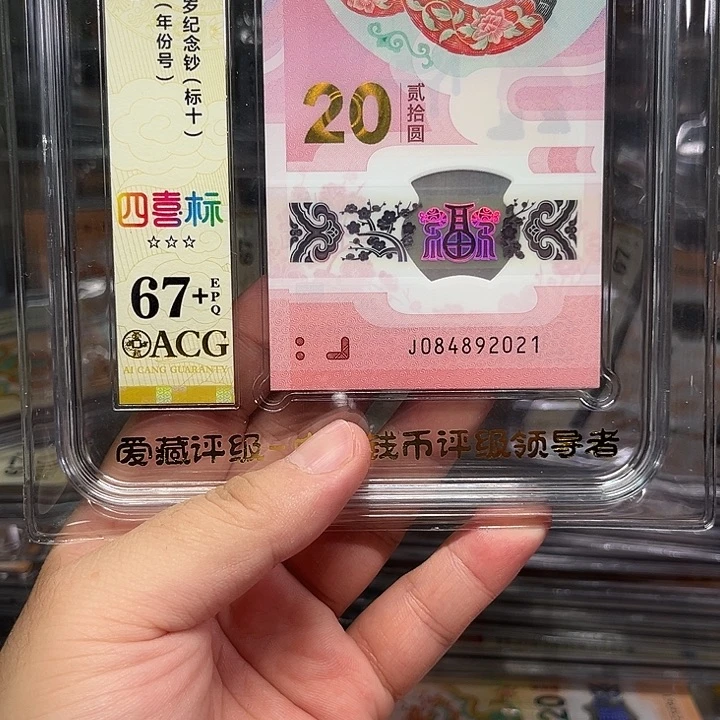 岁纪念钞(标十)
(年份号)
四喜标
67+
EPQ
ACG
AI CANG GUARANTY
20
贰拾圆
福
J084892021
爱藏评级
钱币评级领导者